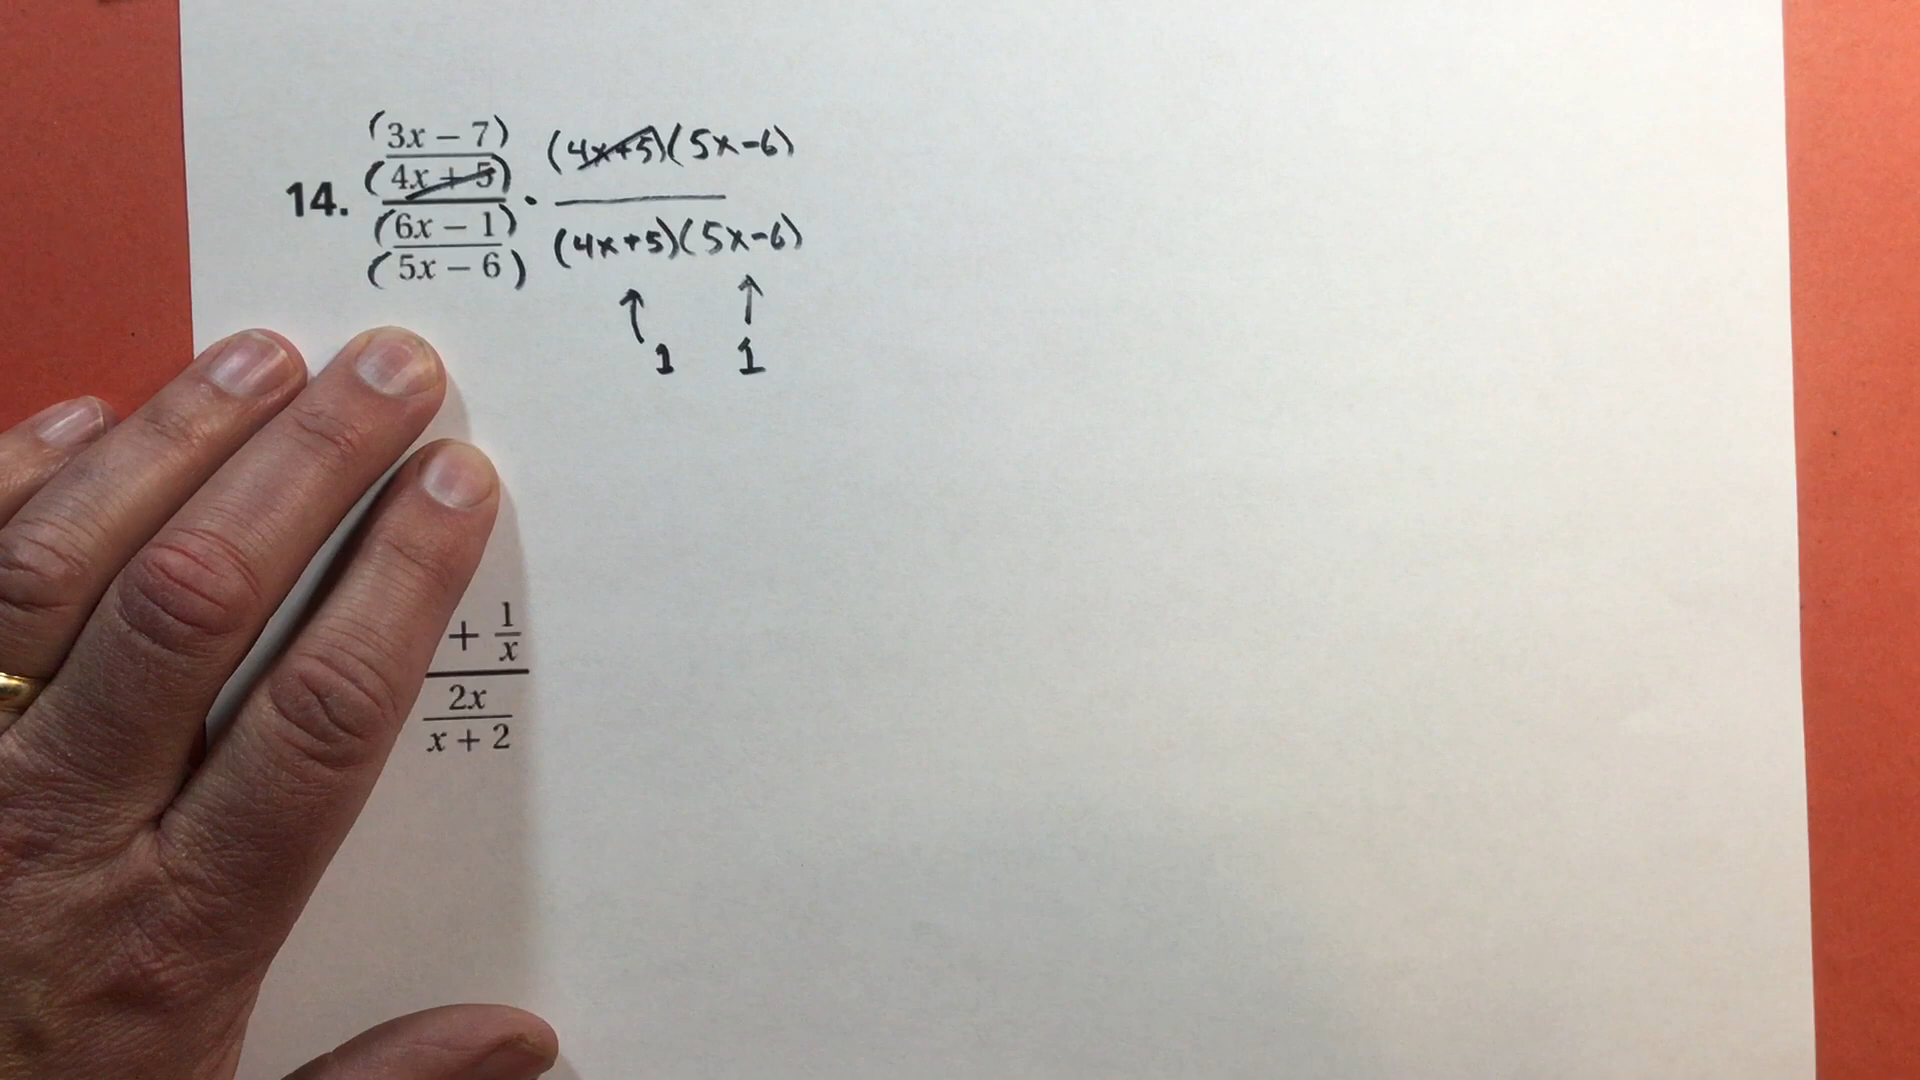 14. (3x – 7) (4x+5)(5x-6)
(4x + 5) ·
(6x – 1) (4x+5)(5x-6)
(5x – 6)
↑ ↑
1 1
+ 1
x
2x
x + 2